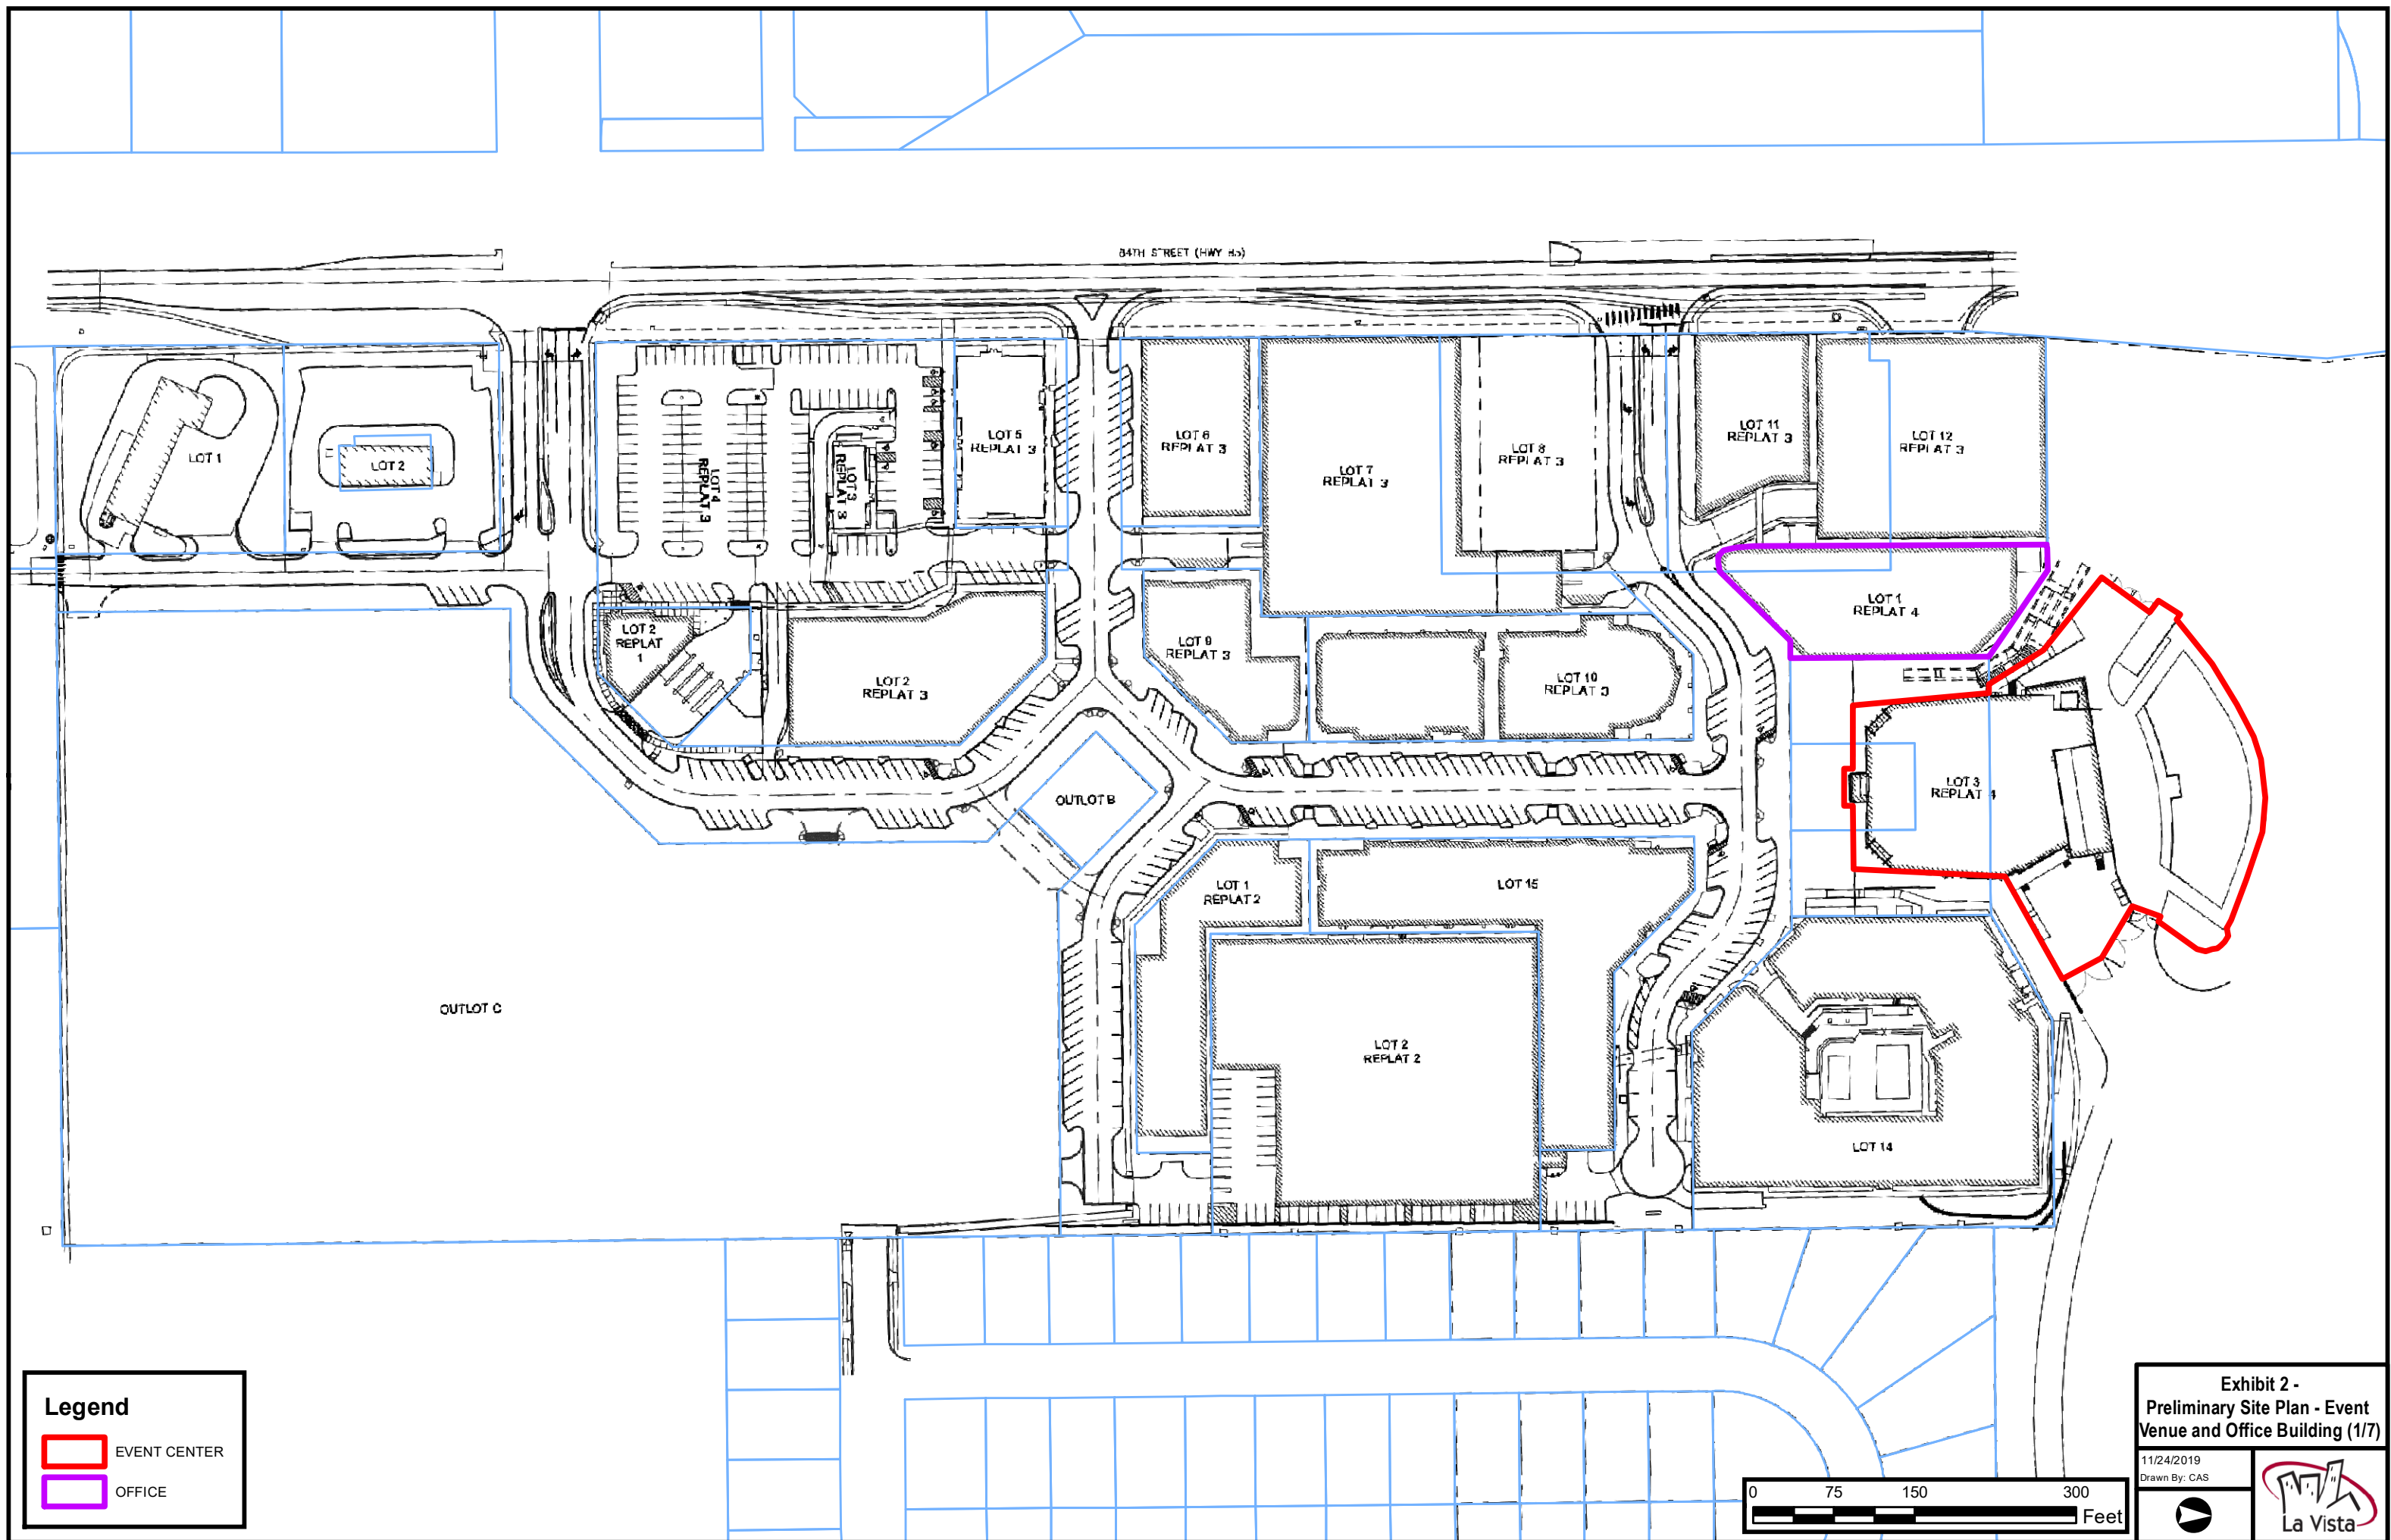 84TH STREET (HWY 85)
LOT 1
LOT 2
LOT 4
REPLAT 3
LOT 3
REPLAT 3
LOT 5
REPLAT 3
LOT 6
REPLAT 3
LOT 7
REPLAT 3
LOT 8
REPLAT 3
LOT 11
REPLAT 3
LOT 12
REPLAT 3
LOT 1
REPLAT 4
LOT 2
REPLAT
1
LOT 2
REPLAT 3
LOT 9
REPLAT 3
LOT 10
REPLAT 3
OUTLOT B
LOT 3
REPLAT 4
LOT 1
REPLAT 2
LOT 15
OUTLOT C
LOT 2
REPLAT 2
LOT 14
Legend
EVENT CENTER
OFFICE
0 75 150 300
Feet
Exhibit 2 -
Preliminary Site Plan - Event
Venue and Office Building (1/7)
11/24/2019
Drawn By: CAS
La Vista